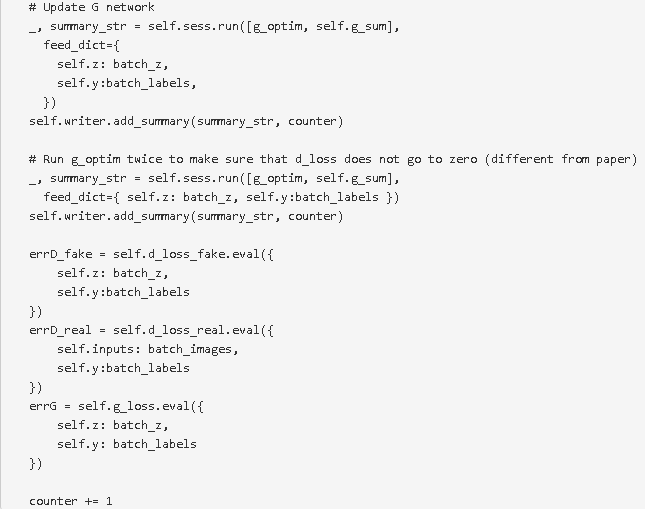 # Update G network
_, summary_str = self.sess.run([g_optim, self.g_sum],
  feed_dict={
    self.z: batch_z,
    self.y:batch_labels,
  })
self.writer.add_summary(summary_str, counter)

# Run g_optim twice to make sure that d_loss does not go to zero (different from paper)
_, summary_str = self.sess.run([g_optim, self.g_sum],
  feed_dict={ self.z: batch_z, self.y:batch_labels })
self.writer.add_summary(summary_str, counter)

errD_fake = self.d_loss_fake.eval({
    self.z: batch_z,
    self.y:batch_labels
})
errD_real = self.d_loss_real.eval({
    self.inputs: batch_images,
    self.y:batch_labels
})
errG = self.g_loss.eval({
    self.z: batch_z,
    self.y: batch_labels
})

counter += 1